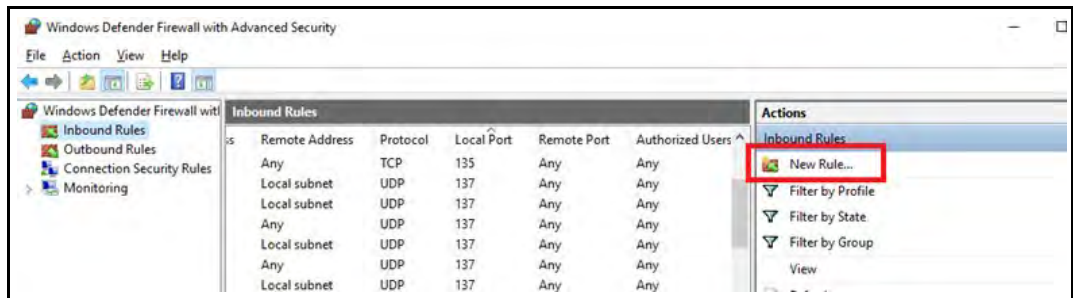 Windows Defender Firewall with Advanced Security
File Action View Help
Windows Defender Firewall witl
Inbound Rules
Outbound Rules
Connection Security Rules
Monitoring
Inbound Rules
ss Remote Address Protocol Local Port Remote Port Authorized Users
Any TCP 135 Any Any
Local subnet UDP 137 Any Any
Local subnet UDP 137 Any Any
Any UDP 137 Any Any
Local subnet UDP 137 Any Any
Any UDP 137 Any Any
Local subnet UDP 137 Any Any
Actions
Inbound Rules
New Rule...
Filter by Profile
Filter by State
Filter by Group
View